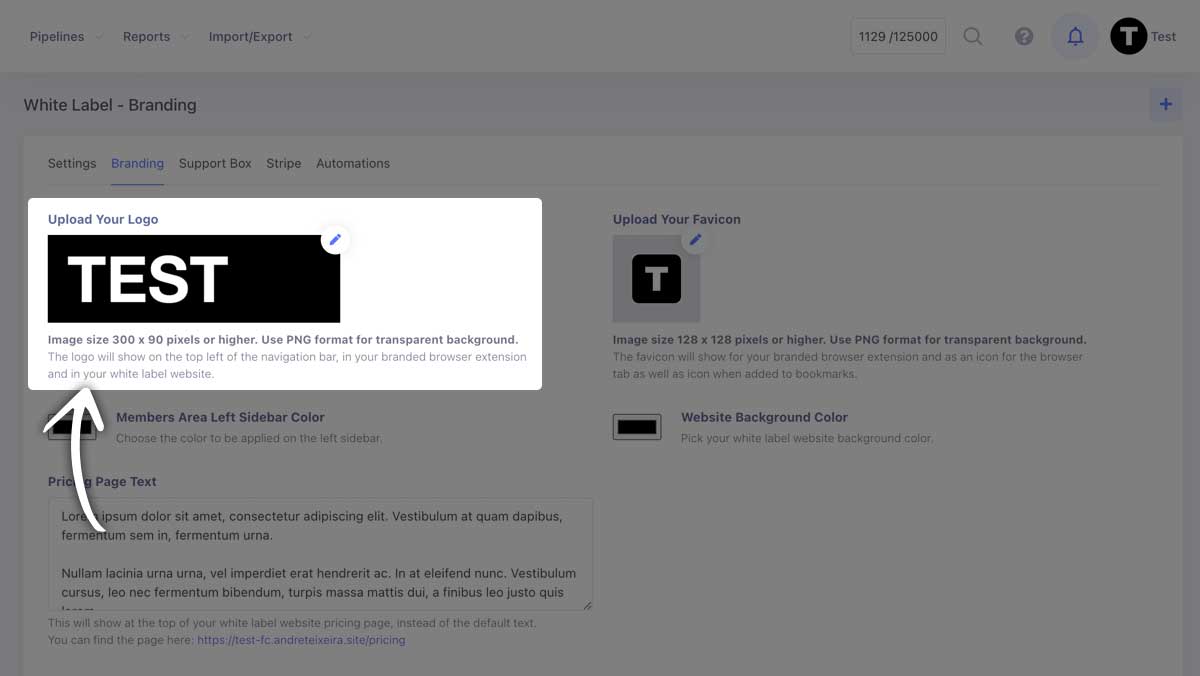 Pipelines Reports Import/Export 1129 /125000 T Test
White Label - Branding
Settings Branding Support Box Stripe Automations
Upload Your Logo
TEST
Image size 300 x 90 pixels or higher. Use PNG format for transparent background.
The logo will show on the top left of the navigation bar, in your branded browser extension
and in your white label website.
Upload Your Favicon
T
Image size 128 x 128 pixels or higher. Use PNG format for transparent background.
The favicon will show for your branded browser extension and as an icon for the browser
tab as well as icon when added to bookmarks.
Members Area Left Sidebar Color
Choose the color to be applied on the left sidebar.
Website Background Color
Pick your white label website background color.
Pricing Page Text
Lorem ipsum dolor sit amet, consectetur adipiscing elit. Vestibulum at quam dapibus,
fermentum sem in, fermentum urna.
Nullam lacinia urna urna, vel imperdiet erat hendrerit ac. In at eleifend nunc. Vestibulum
cursus, leo nec fermentum bibendum, turpis massa mattis dui, a finibus leo justo quis
This will show at the top of your white label website pricing page, instead of the default text.
You can find the page here: https://test-fc.andreteixeira.site/pricing